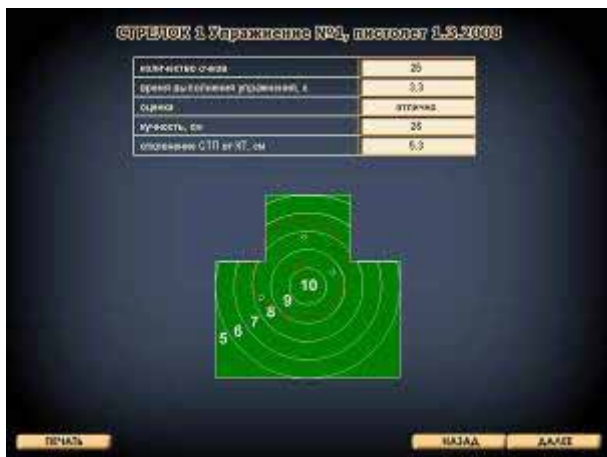 СТРЕЛОК 1 Упражнение №1, пистолет 1.3.2008
количество очков 25
время выполнения упражнения, с 3.3
оценка отлично
кучность, см 26
отклонение СТП от КТ, см 5.3
10
9
8
7
6
5
ПЕЧАТЬ НАЗАД ДАЛЕЕ